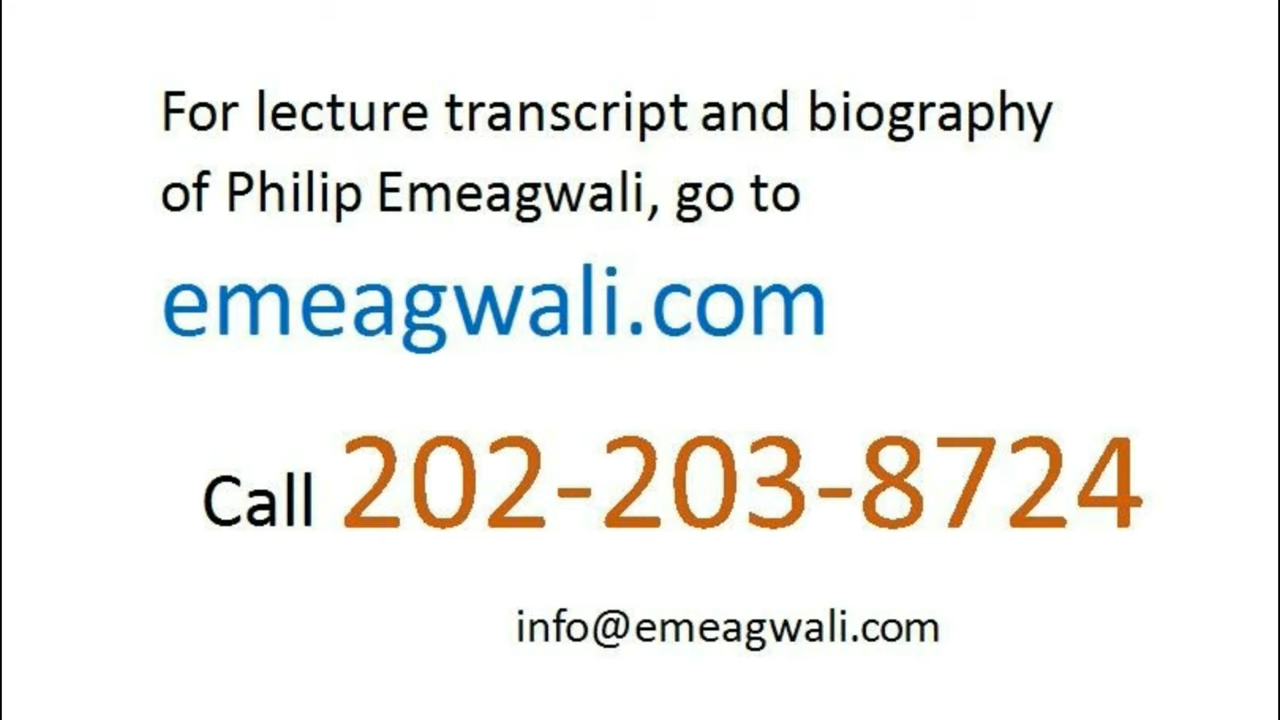 For lecture transcript and biography
of Philip Emeagwali, go to
emeagwali.com
Call 202-203-8724
info@emeagwali.com